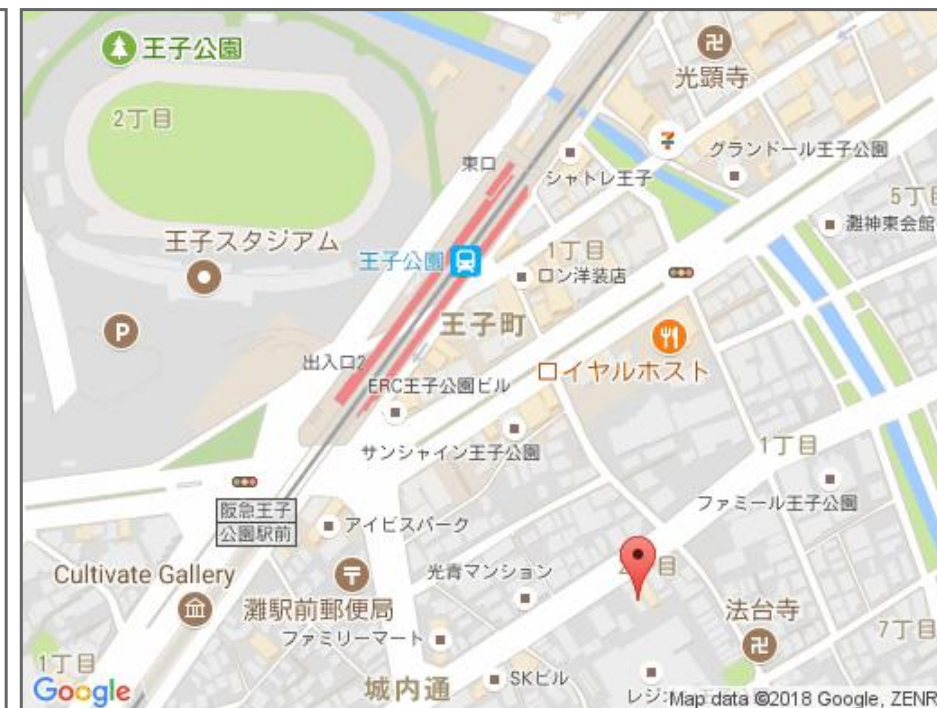 王子公園
光顕寺
2丁目
グランドール王子公園
東口
シャトレ王子
5丁目
灘神東会館
王子スタジアム
1丁目
王子公園
ロン洋装店
P
王子町
出入口2
ロイヤルホスト
ERC王子公園ビル
サンシャイン王子公園
1丁目
ファミール王子公園
阪急王子
公園駅前
アイビスパーク
Cultivate Gallery
光青マンション
目
灘駅前郵便局
法台寺
ファミリーマート
7丁目
1丁目
城内通
SKビル
レジ
Google
Map data ©2018 Google, ZENR